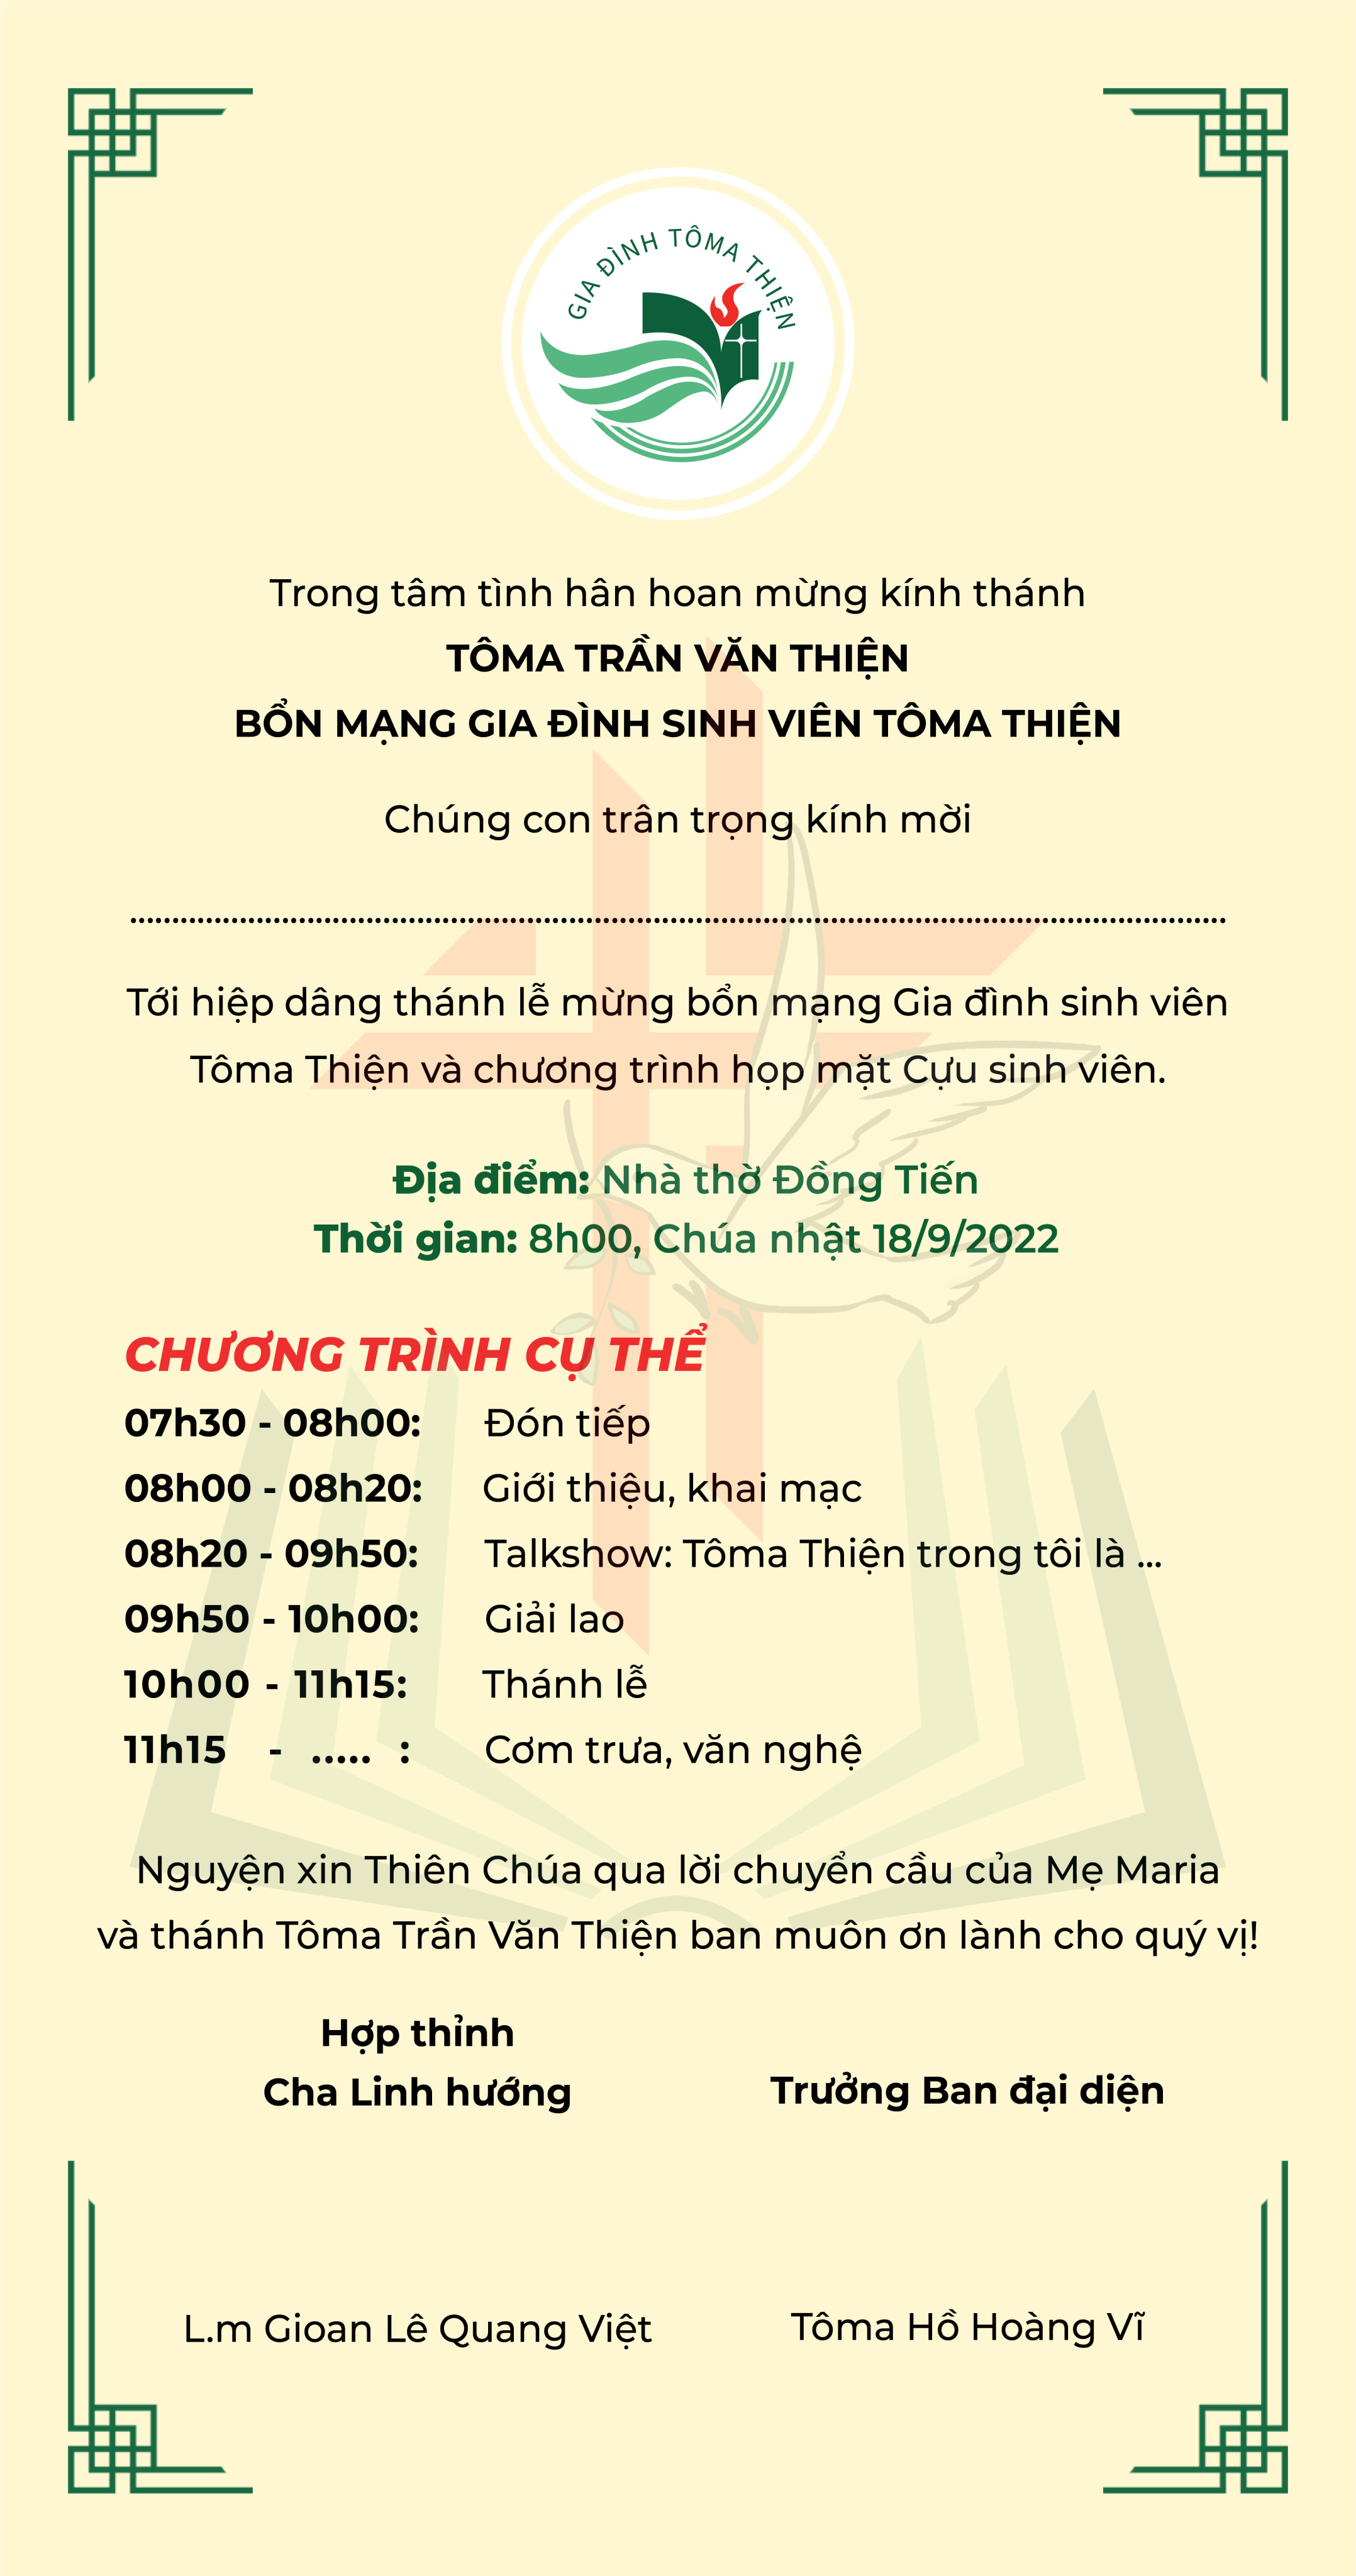 GIA ĐÌNH TÔMA THIỆN
Trong tâm tình hân hoan mừng kính thánh
TÔMA TRẦN VĂN THIỆN
BỔN MẠNG GIA ĐÌNH SINH VIÊN TÔMA THIỆN
Chúng con trân trọng kính mời
Tới hiệp dâng thánh lễ mừng bổn mạng Gia đình sinh viên
Tôma Thiện và chương trình họp mặt Cựu sinh viên.
Địa điểm: Nhà thờ Đồng Tiến
Thời gian: 8h00, Chúa nhật 18/9/2022
CHƯƠNG TRÌNH CỤ THỂ
07h30 - 08h00: Đón tiếp
08h00 - 08h20: Giới thiệu, khai mạc
08h20 - 09h50: Talkshow: Tôma Thiện trong tôi là ...
09h50 - 10h00: Giải lao
10h00 - 11h15: Thánh lễ
11h15 - ..... : Cơm trưa, văn nghệ
Nguyện xin Thiên Chúa qua lời chuyển cầu của Mẹ Maria
và thánh Tôma Trần Văn Thiện ban muôn ơn lành cho quý vị!
Hợp thỉnh
Cha Linh hướng Trưởng Ban đại diện
L.m Gioan Lê Quang Việt Tôma Hồ Hoàng Vĩ